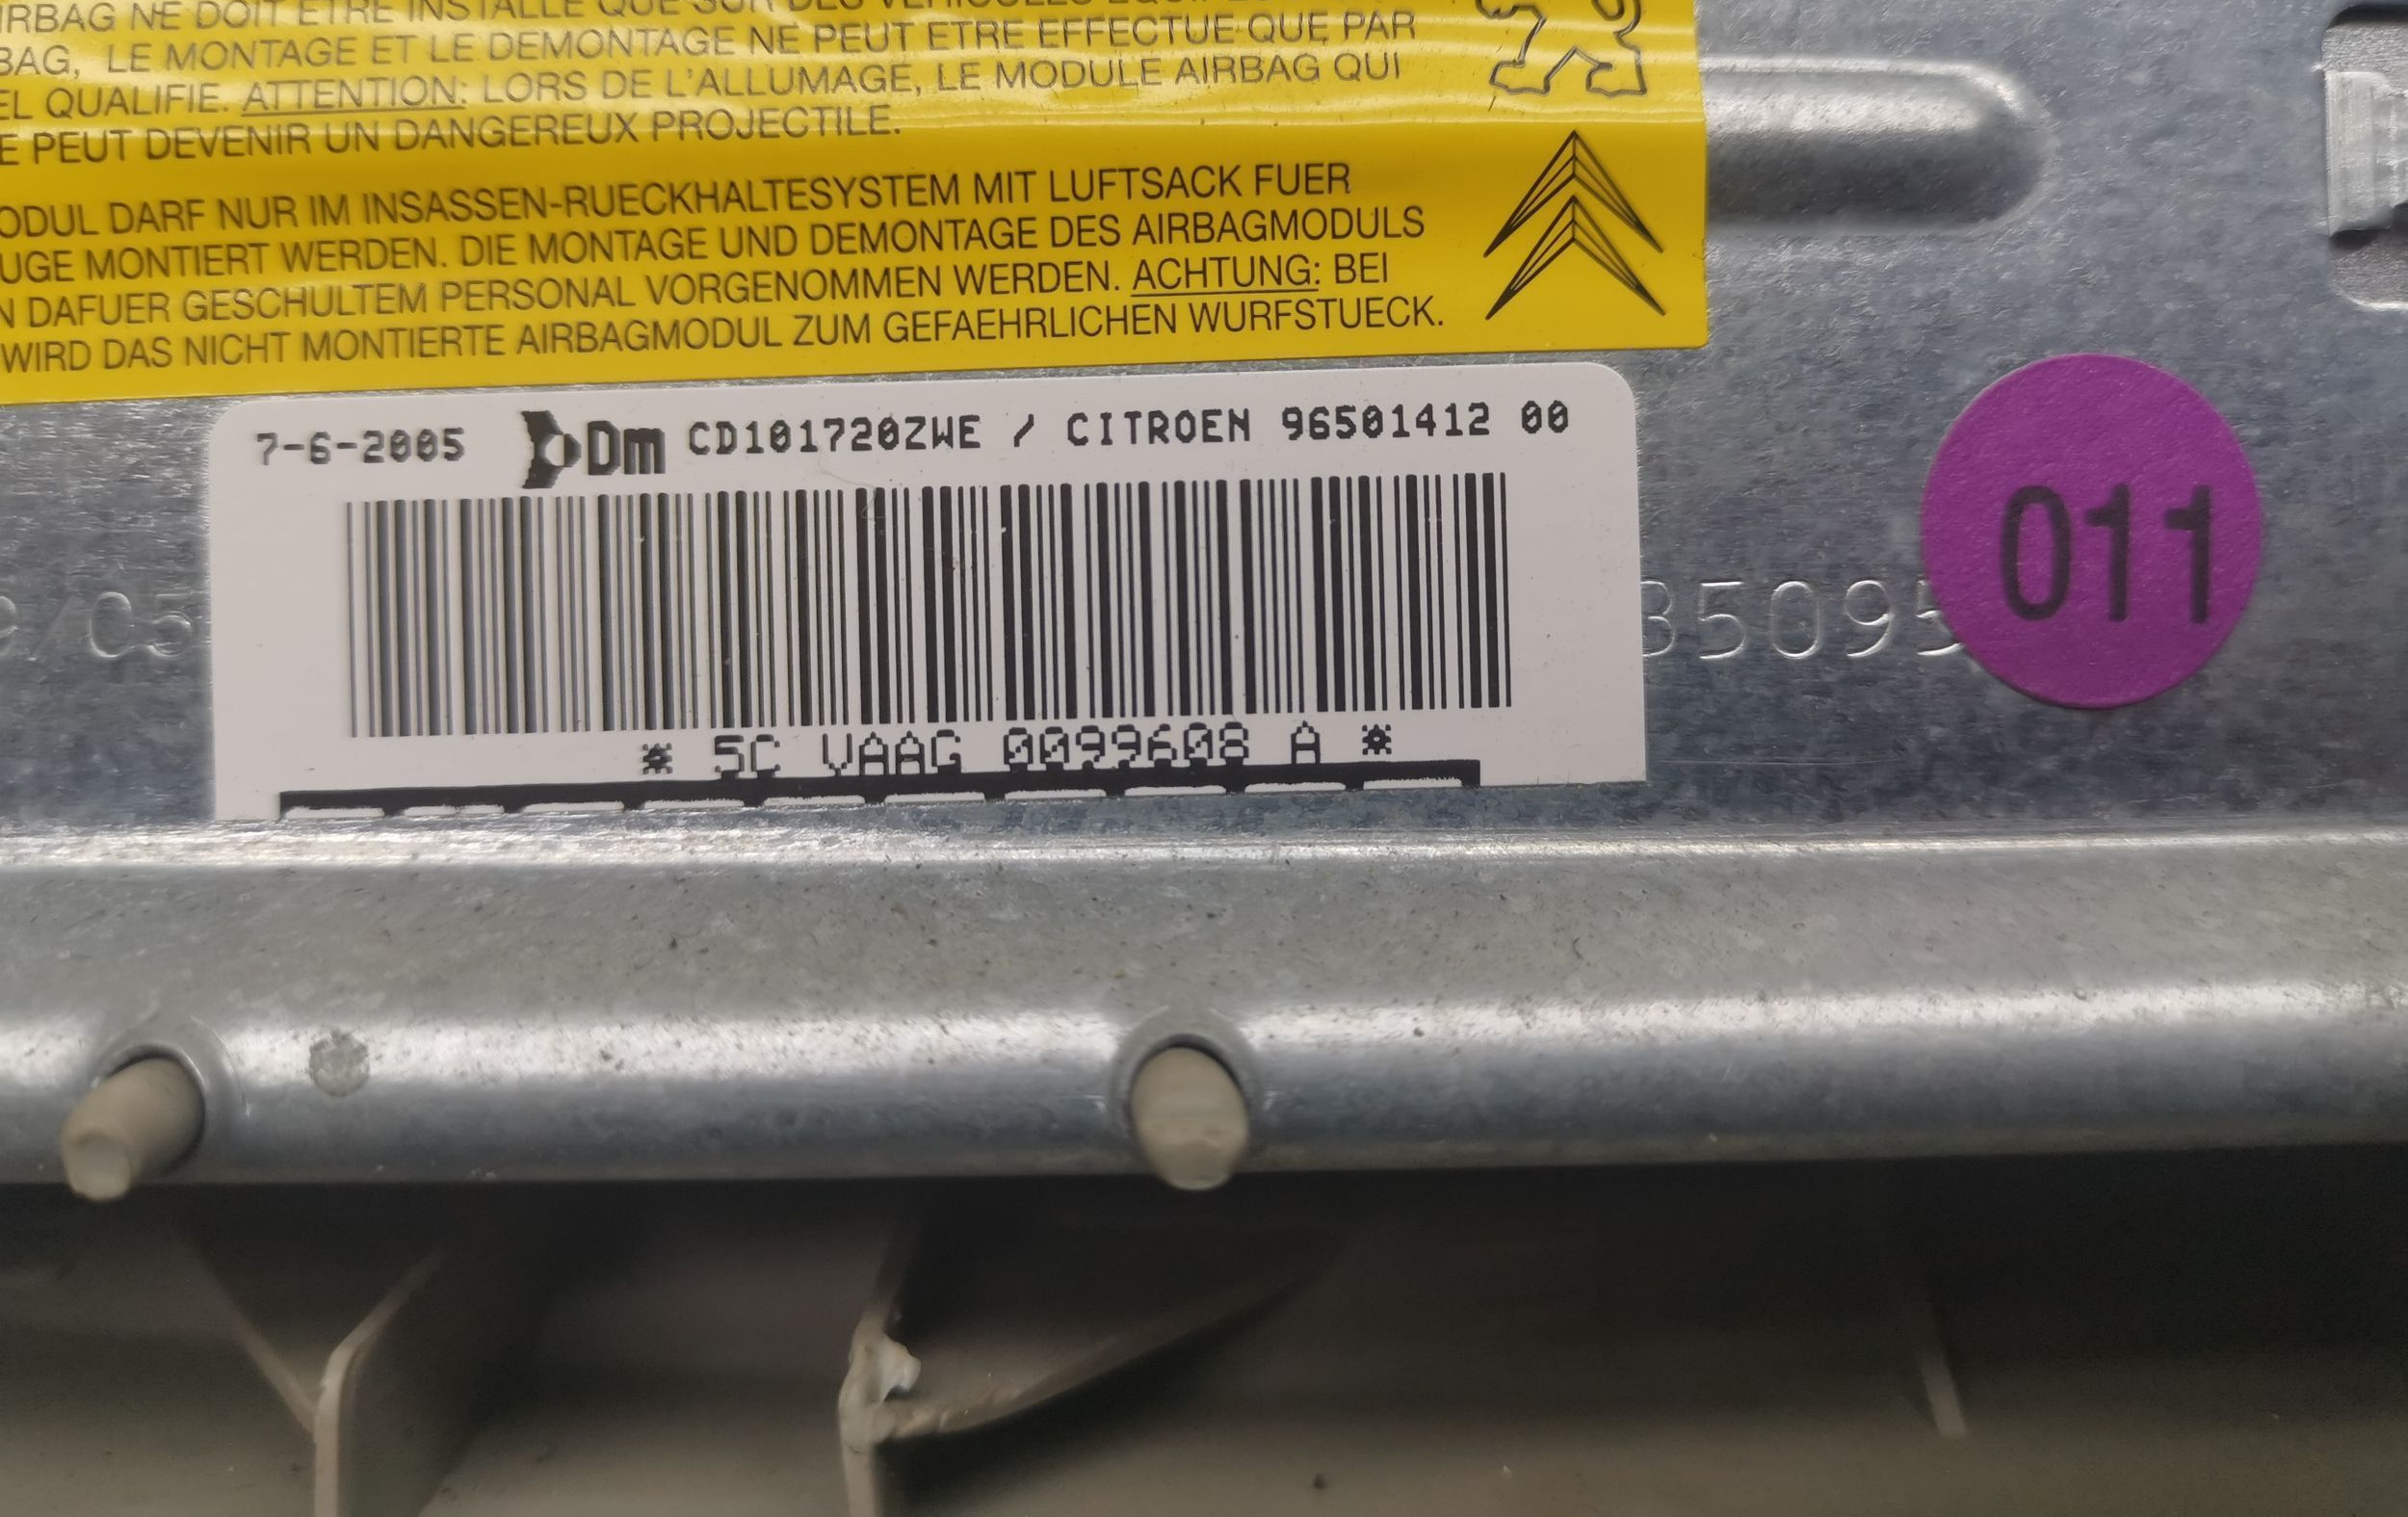 AIRBAG NE DOIT ETRE INSTALLE QUE SUR DES VEHICULES
BAG, LE MONTAGE ET LE DEMONTAGE NE PEUT ETRE EFFECTUE QUE PAR
EL QUALIFIE. ATTENTION: LORS DE L'ALLUMAGE, LE MODULE AIRBAG QUI
E PEUT DEVENIR UN DANGEREUX PROJECTILE.
ODUL DARF NUR IM INSASSEN-RUECKHALTESYSTEM MIT LUFTSACK FUER
UGE MONTIERT WERDEN. DIE MONTAGE UND DEMONTAGE DES AIRBAGMODULS
N DAFUER GESCHULTEM PERSONAL VORGENOMMEN WERDEN. ACHTUNG: BEI
WIRD DAS NICHT MONTIERTE AIRBAGMODUL ZUM GEFAEHRLICHEN WURFSTUECK.
7-6-2005 Dm CD101720ZWE / CITROEN 96501412 00
* 5C VAAG 0099608 A *
/05
35095
011